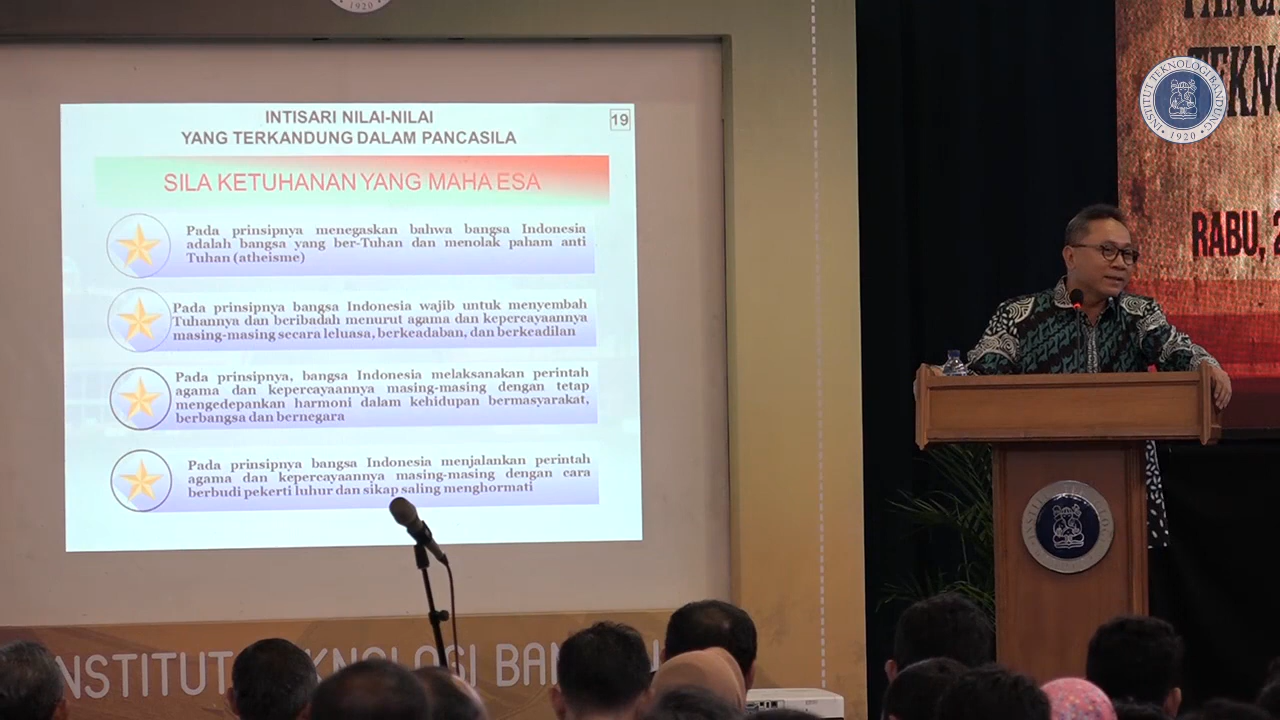 1920
INTISARI NILAI-NILAI
YANG TERKANDUNG DALAM PANCASILA
19
SILA KETUHANAN YANG MAHA ESA
Pada prinsipnya menegaskan bahwa bangsa Indonesia
adalah bangsa yang ber-Tuhan dan menolak paham anti
Tuhan (atheisme)
Pada prinsipnya bangsa Indonesia wajib untuk menyembah
Tuhannya dan beribadah menurut agama dan kepercayaannya
masing-masing secara leluasa, berkeadaban, dan berkeadilan
Pada prinsipnya, bangsa Indonesia melaksanakan perintah
agama dan kepercayaannya masing-masing dengan tetap
mengedepankan harmoni dalam kehidupan bermasyarakat,
berbangsa dan bernegara
Pada prinsipnya bangsa Indonesia menjalankan perintah
agama dan kepercayaannya masing-masing dengan cara
berbudi pekerti luhur dan sikap saling menghormati
INSTITUT TEKNOLOGI BANDUNG
1920
RABU, 2